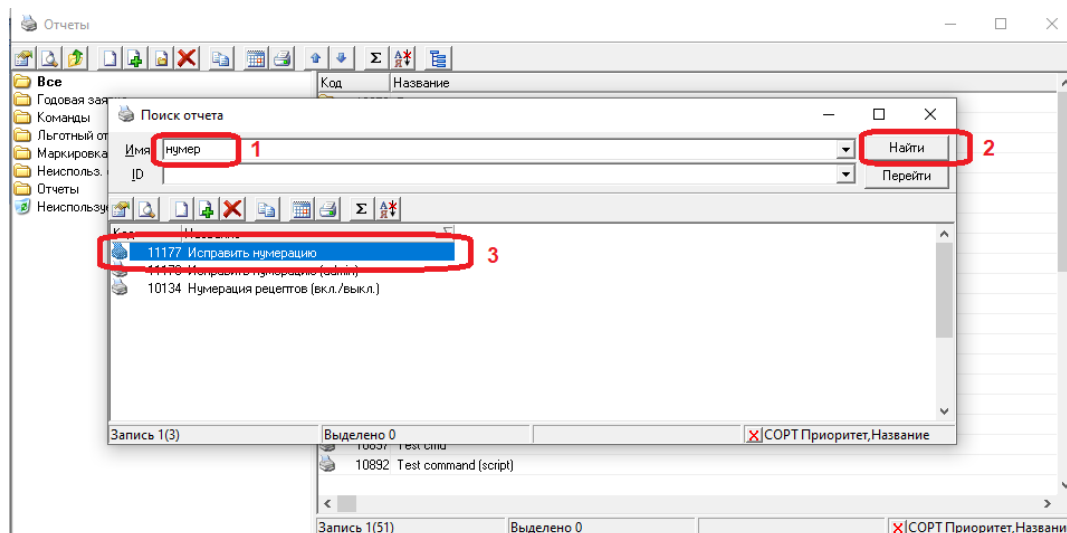 Отчеты
Все
Код Название
Годовая зая
Команды
Льготный от
Маркировка
Неиспольз.
Отчеты
Неиспользу
Поиск отчета
Имя нумер 1
Найти 2
ID
Перейти
11177 Исправить нумерацию 3
11178 Исправить нумерацию (admin)
10134 Нумерация рецептов (вкл./выкл.)
Запись 1(3) Выделено 0 СОРТ Приоритет,Название
10857 Test cmd
10892 Test command (script)
Запись 1(51) Выделено 0 СОРТ Приоритет,Названи